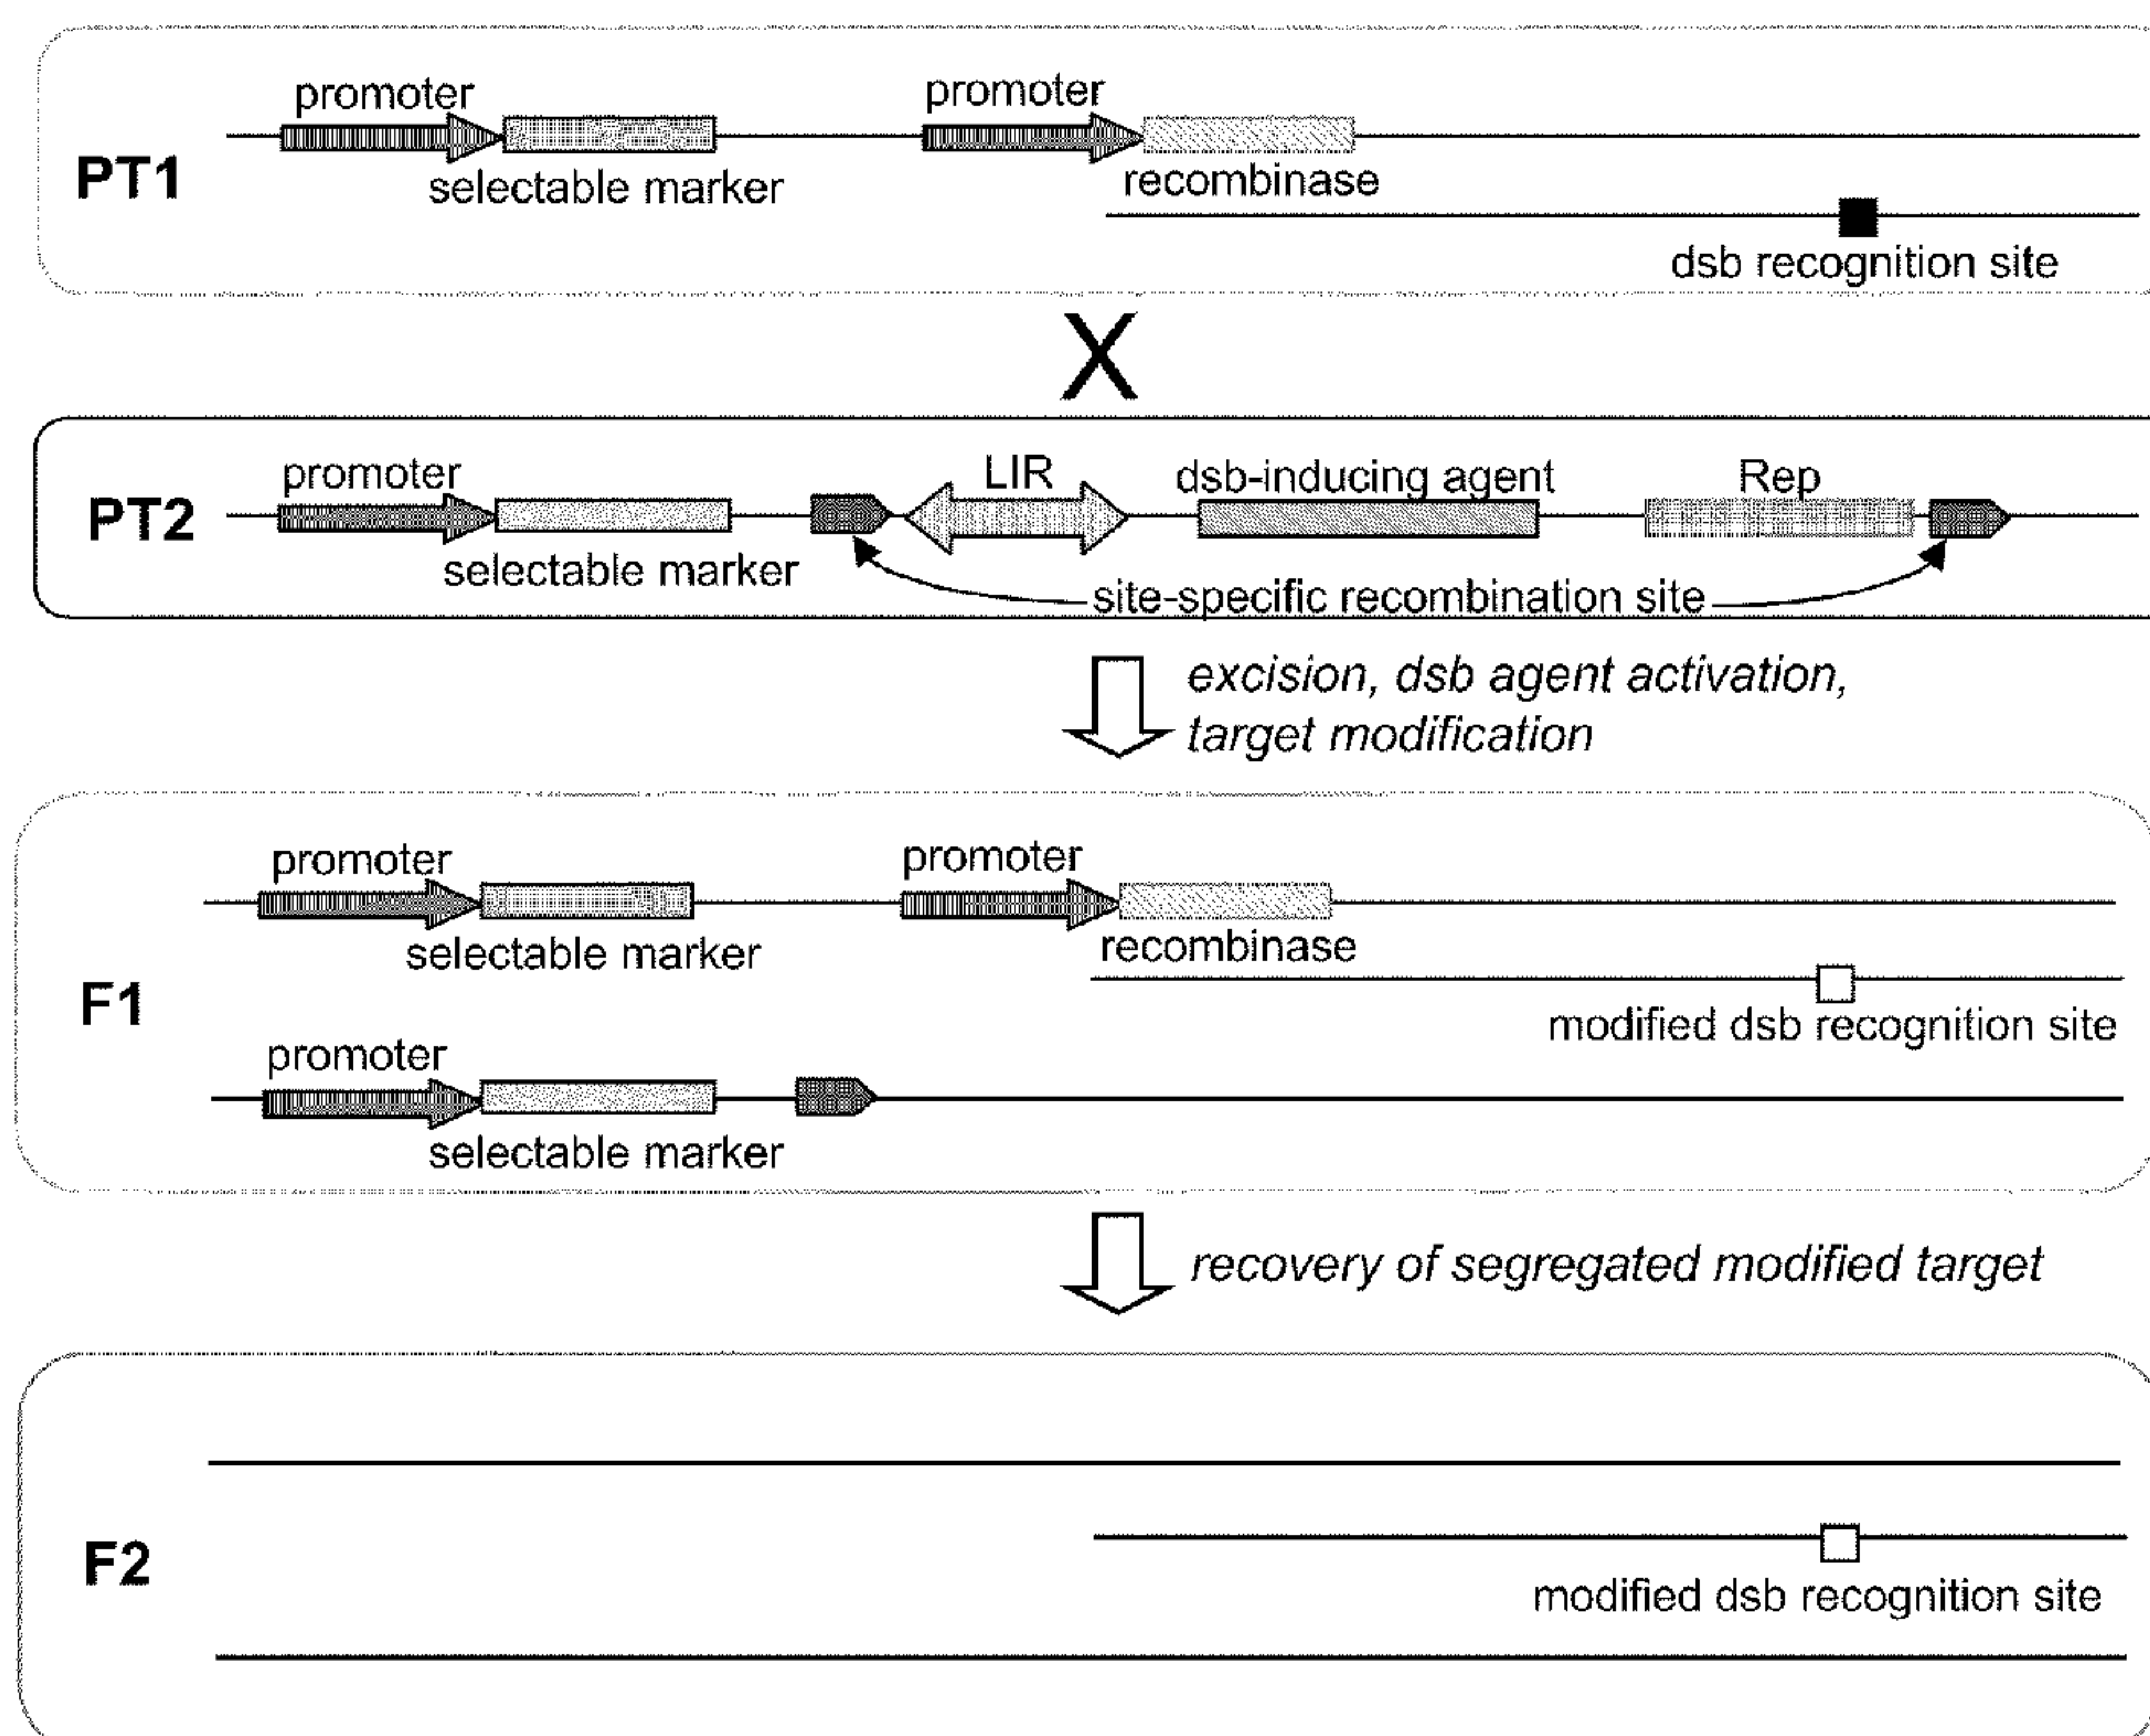 promoter
promoter
PT1
selectable marker
recombinase
dsb recognition site
X
promoter
LIR
dsb-inducing agent
Rep
PT2
selectable marker
site-specific recombination site
excision, dsb agent activation,
target modification
promoter
promoter
selectable marker
recombinase
F1
modified dsb recognition site
promoter
selectable marker
recovery of segregated modified target
F2
modified dsb recognition site